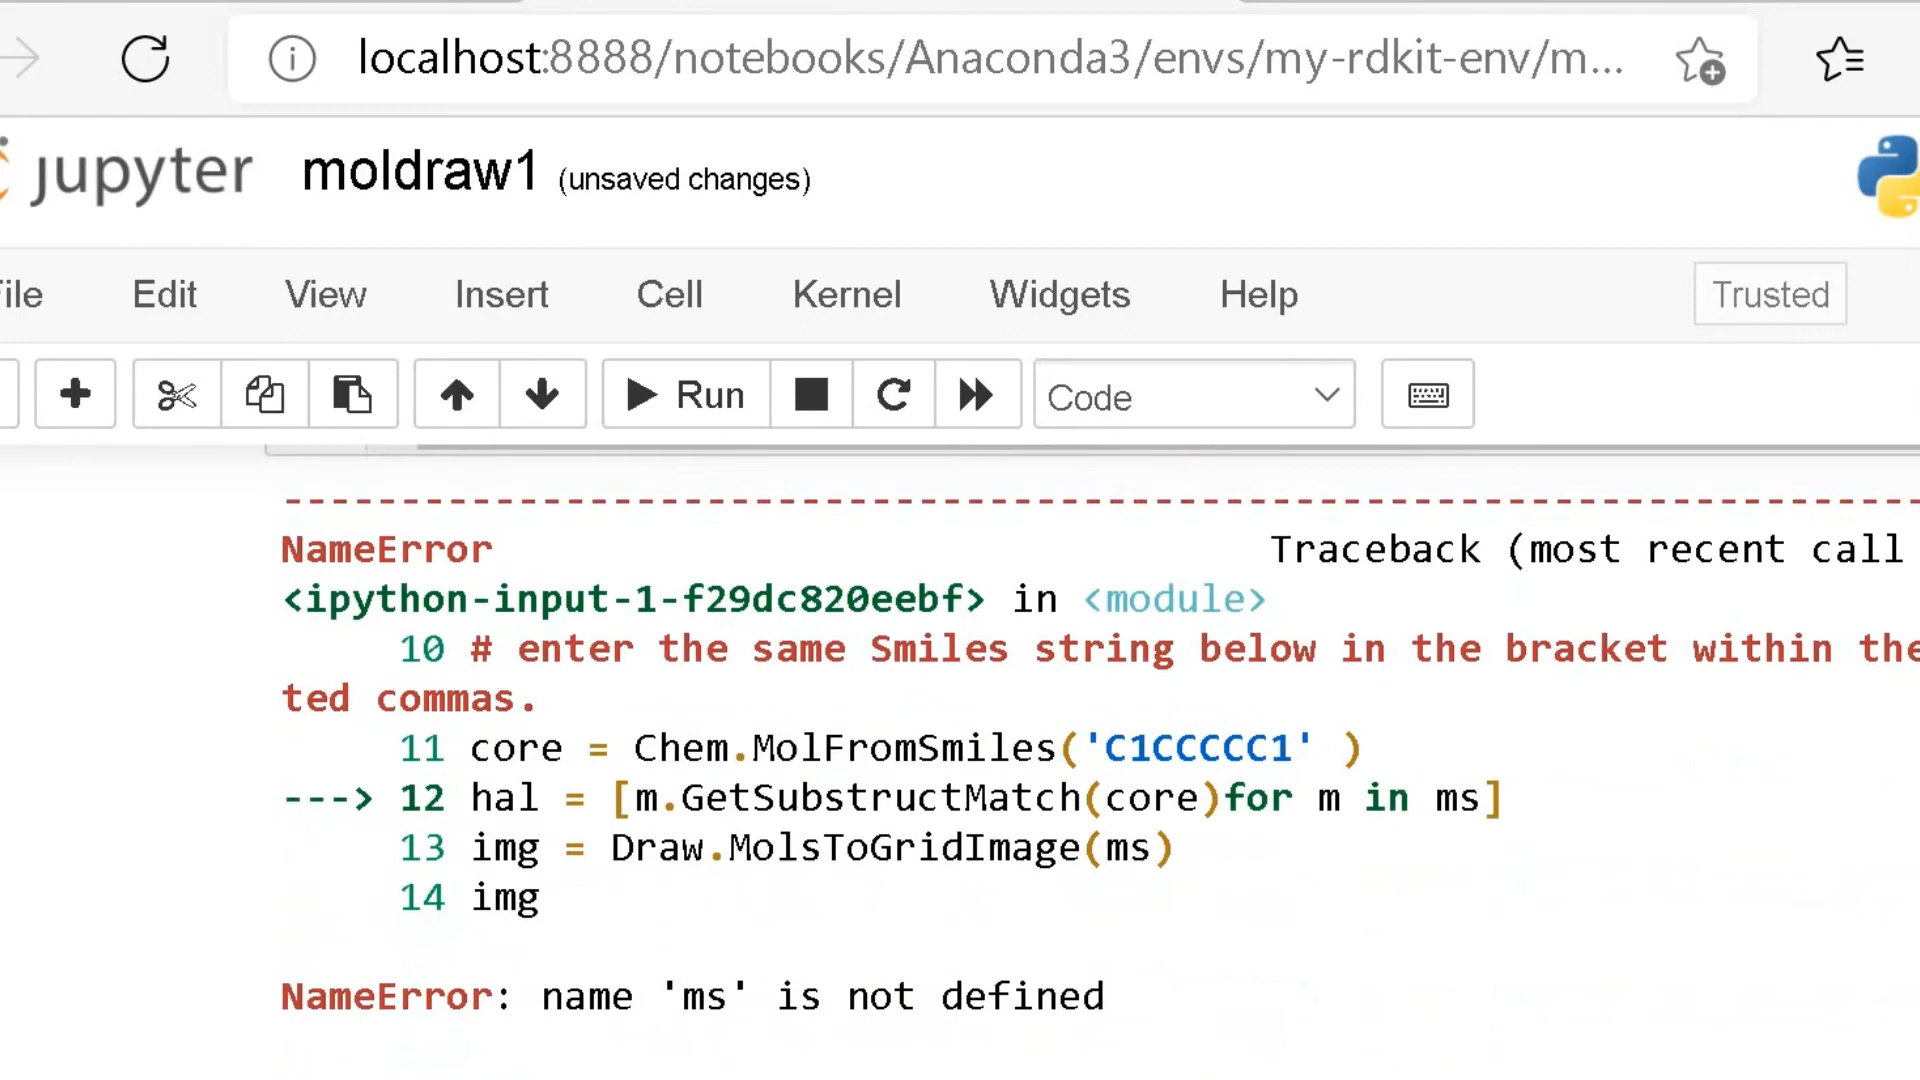 localhost:8888/notebooks/Anaconda3/envs/my-rdkit-env/m...
jupyter moldraw1 (unsaved changes)
File Edit View Insert Cell Kernel Widgets Help Trusted
Run Code
--------------------------------------------------------------------------------
NameError Traceback (most recent call
<ipython-input-1-f29dc820eebf> in <module>
10 # enter the same Smiles string below in the bracket within the
ted commas.
11 core = Chem.MolFromSmiles('C1CCCCC1' )
---> 12 hal = [m.GetSubstructMatch(core)for m in ms]
13 img = Draw.MolsToGridImage(ms)
14 img
NameError: name 'ms' is not defined